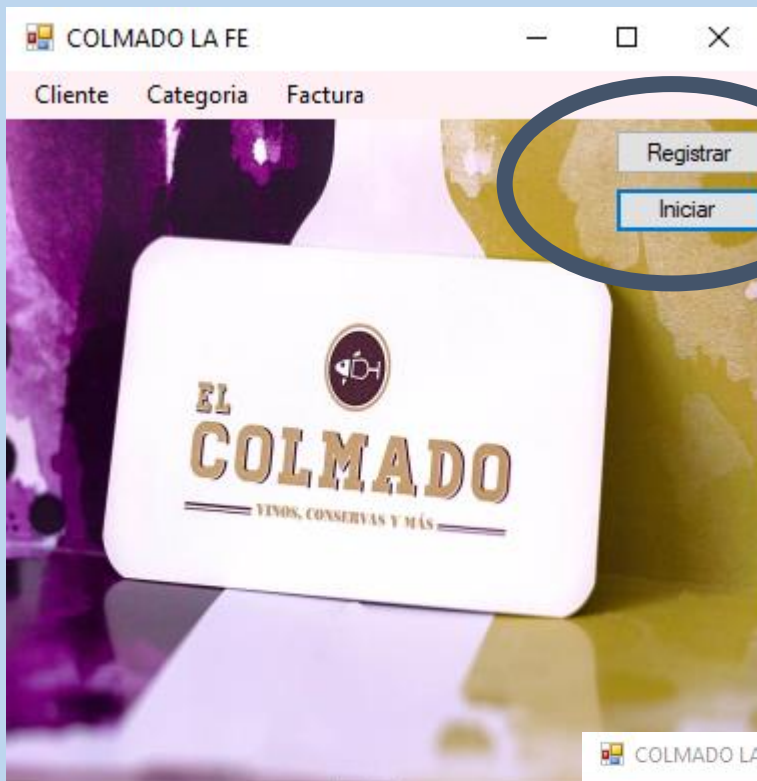 COLMADO LA FE
Cliente Categoria Factura
Registrar
Iniciar
EL
COLMADO
VINOS, CONSERVAS Y MÁS
COLMADO LA